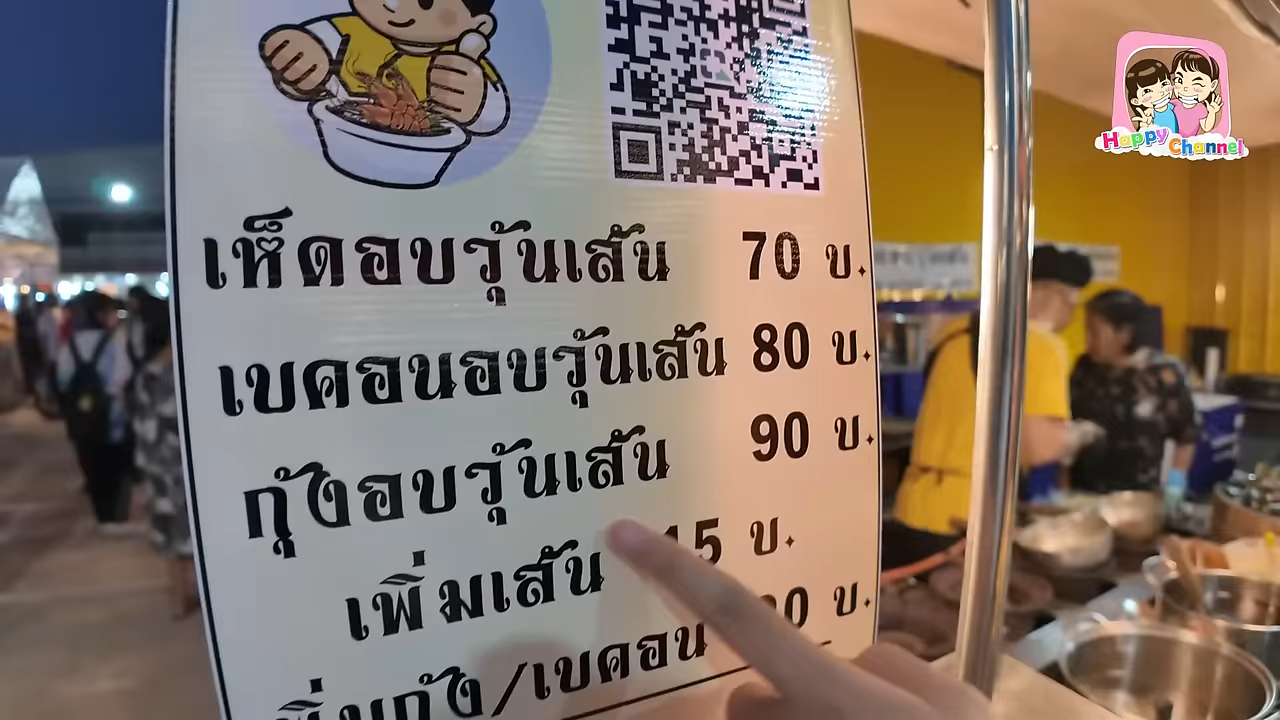 Happy Channel
เห็ดอบวุ้นเส้น 70 บ.
เบคอนอบวุ้นเส้น 80 บ.
กุ้งอบวุ้นเส้น 90 บ.
เพิ่มเส้น 15 บ.
เพิ่มกุ้ง/เบคอน บ.